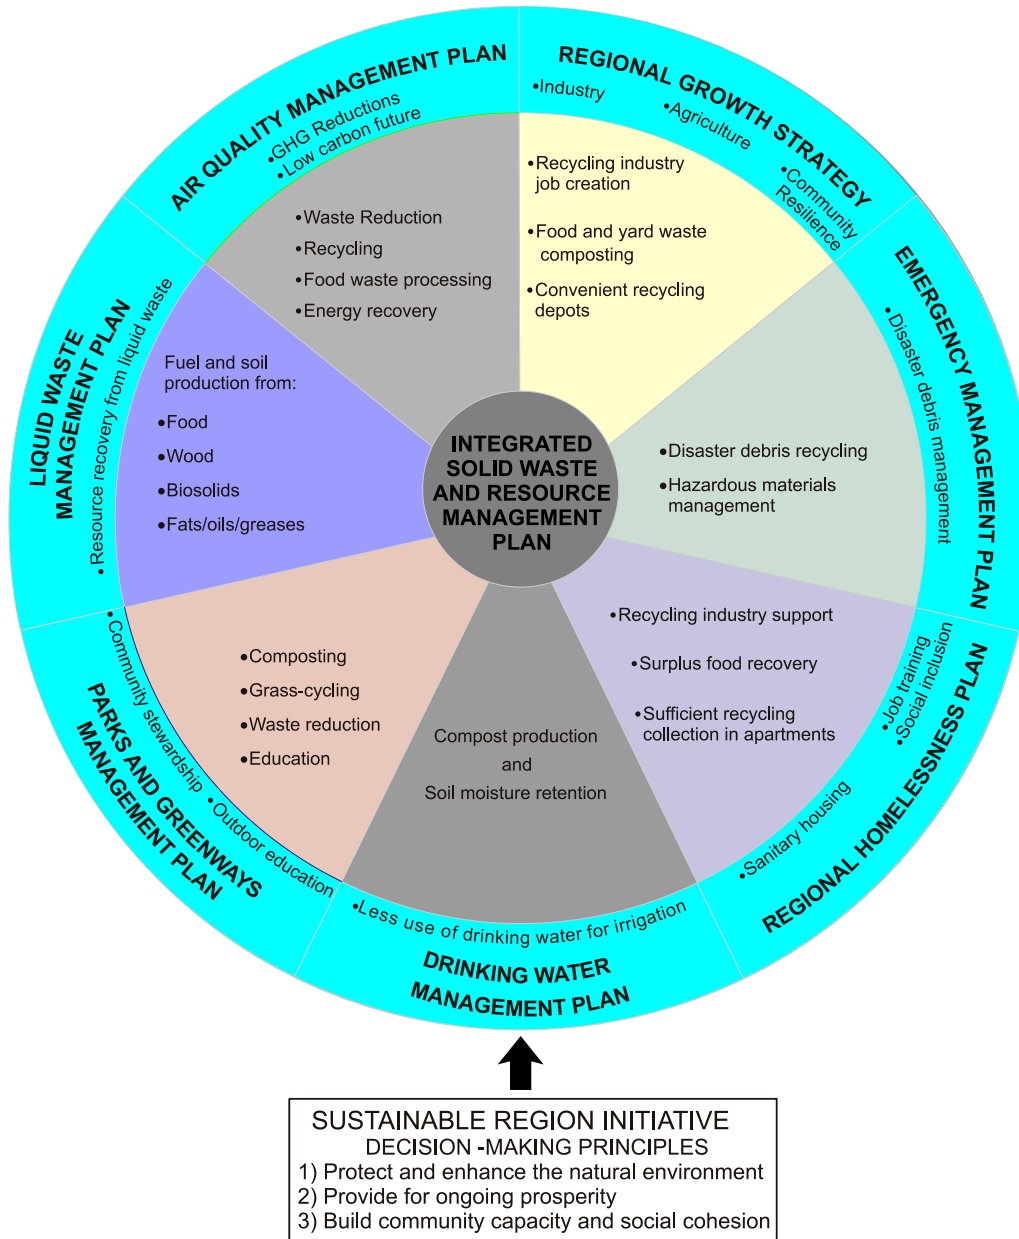 AIR QUALITY MANAGEMENT PLAN
•GHG Reductions
•Low carbon future
•Waste Reduction
•Recycling
•Food waste processing
•Energy recovery
REGIONAL GROWTH STRATEGY
•Industry
•Agriculture
•Community
Resilience
•Recycling industry
job creation
•Food and yard waste
composting
•Convenient recycling
depots
EMERGENCY MANAGEMENT PLAN
•Disaster debris management
•Disaster debris recycling
•Hazardous materials
management
REGIONAL HOMELESSNESS PLAN
•Job training
•Social inclusion
•Sanitary housing
•Recycling industry support
•Surplus food recovery
•Sufficient recycling
collection in apartments
DRINKING WATER
MANAGEMENT PLAN
•Less use of drinking water for irrigation
Compost production
and
Soil moisture retention
PARKS AND GREENWAYS
MANAGEMENT PLAN
•Community stewardship
•Outdoor education
•Composting
•Grass-cycling
•Waste reduction
•Education
LIQUID WASTE
MANAGEMENT PLAN
•Resource recovery from liquid waste
Fuel and soil
production from:
•Food
•Wood
•Biosolids
•Fats/oils/greases
INTEGRATED
SOLID WASTE
AND RESOURCE
MANAGEMENT
PLAN
SUSTAINABLE REGION INITIATIVE
DECISION -MAKING PRINCIPLES
1) Protect and enhance the natural environment
2) Provide for ongoing prosperity
3) Build community capacity and social cohesion